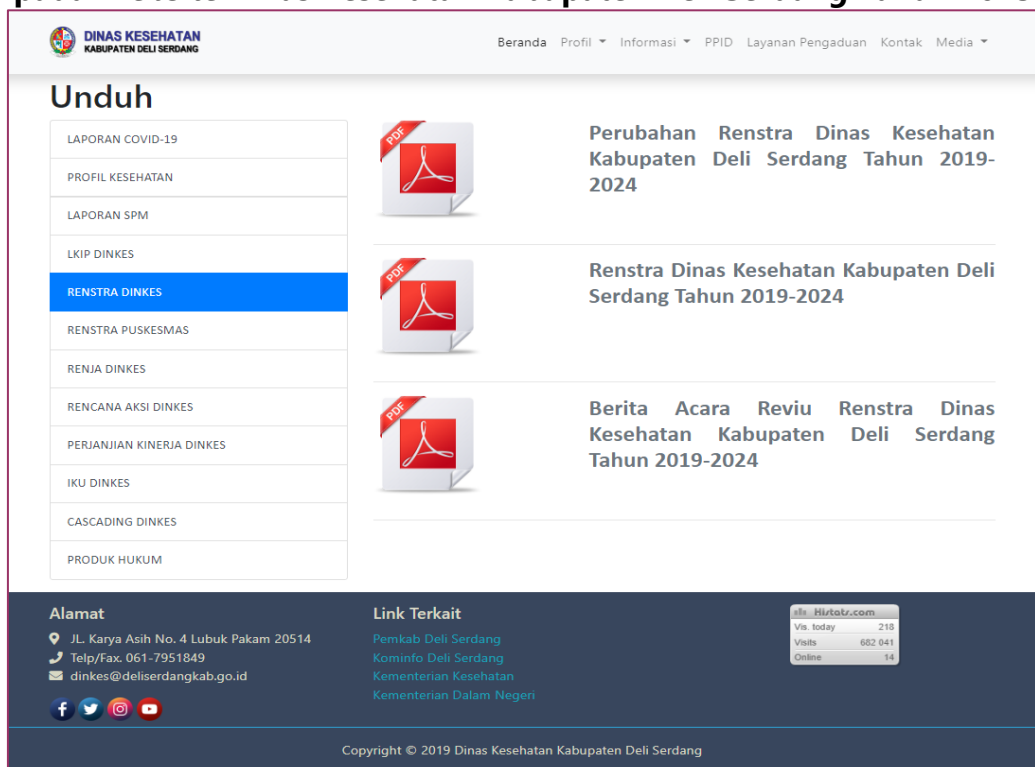 DINAS KESEHATAN
KABUPATEN DELI SERDANG
Beranda Profil Informasi PPID Layanan Pengaduan Kontak Media
Unduh
LAPORAN COVID-19
PROFIL KESEHATAN
LAPORAN SPM
LKIP DINKES
RENSTRA DINKES
RENSTRA PUSKESMAS
RENJA DINKES
RENCANA AKSI DINKES
PERJANJIAN KINERJA DINKES
IKU DINKES
CASCADING DINKES
PRODUK HUKUM
PDF
Perubahan Renstra Dinas Kesehatan
Kabupaten Deli Serdang Tahun 2019-
2024
PDF
Renstra Dinas Kesehatan Kabupaten Deli
Serdang Tahun 2019-2024
PDF
Berita Acara Reviu Renstra Dinas
Kesehatan Kabupaten Deli Serdang
Tahun 2019-2024
Alamat
JL. Karya Asih No. 4 Lubuk Pakam 20514
Telp/Fax. 061-7951849
dinkes@deliserdangkab.go.id
Link Terkait
Pemkab Deli Serdang
Kominfo Deli Serdang
Kementerian Kesehatan
Kementerian Dalam Negeri
Histats.com
Vis. today 218
Visits 682 041
Online 14
Copyright © 2019 Dinas Kesehatan Kabupaten Deli Serdang